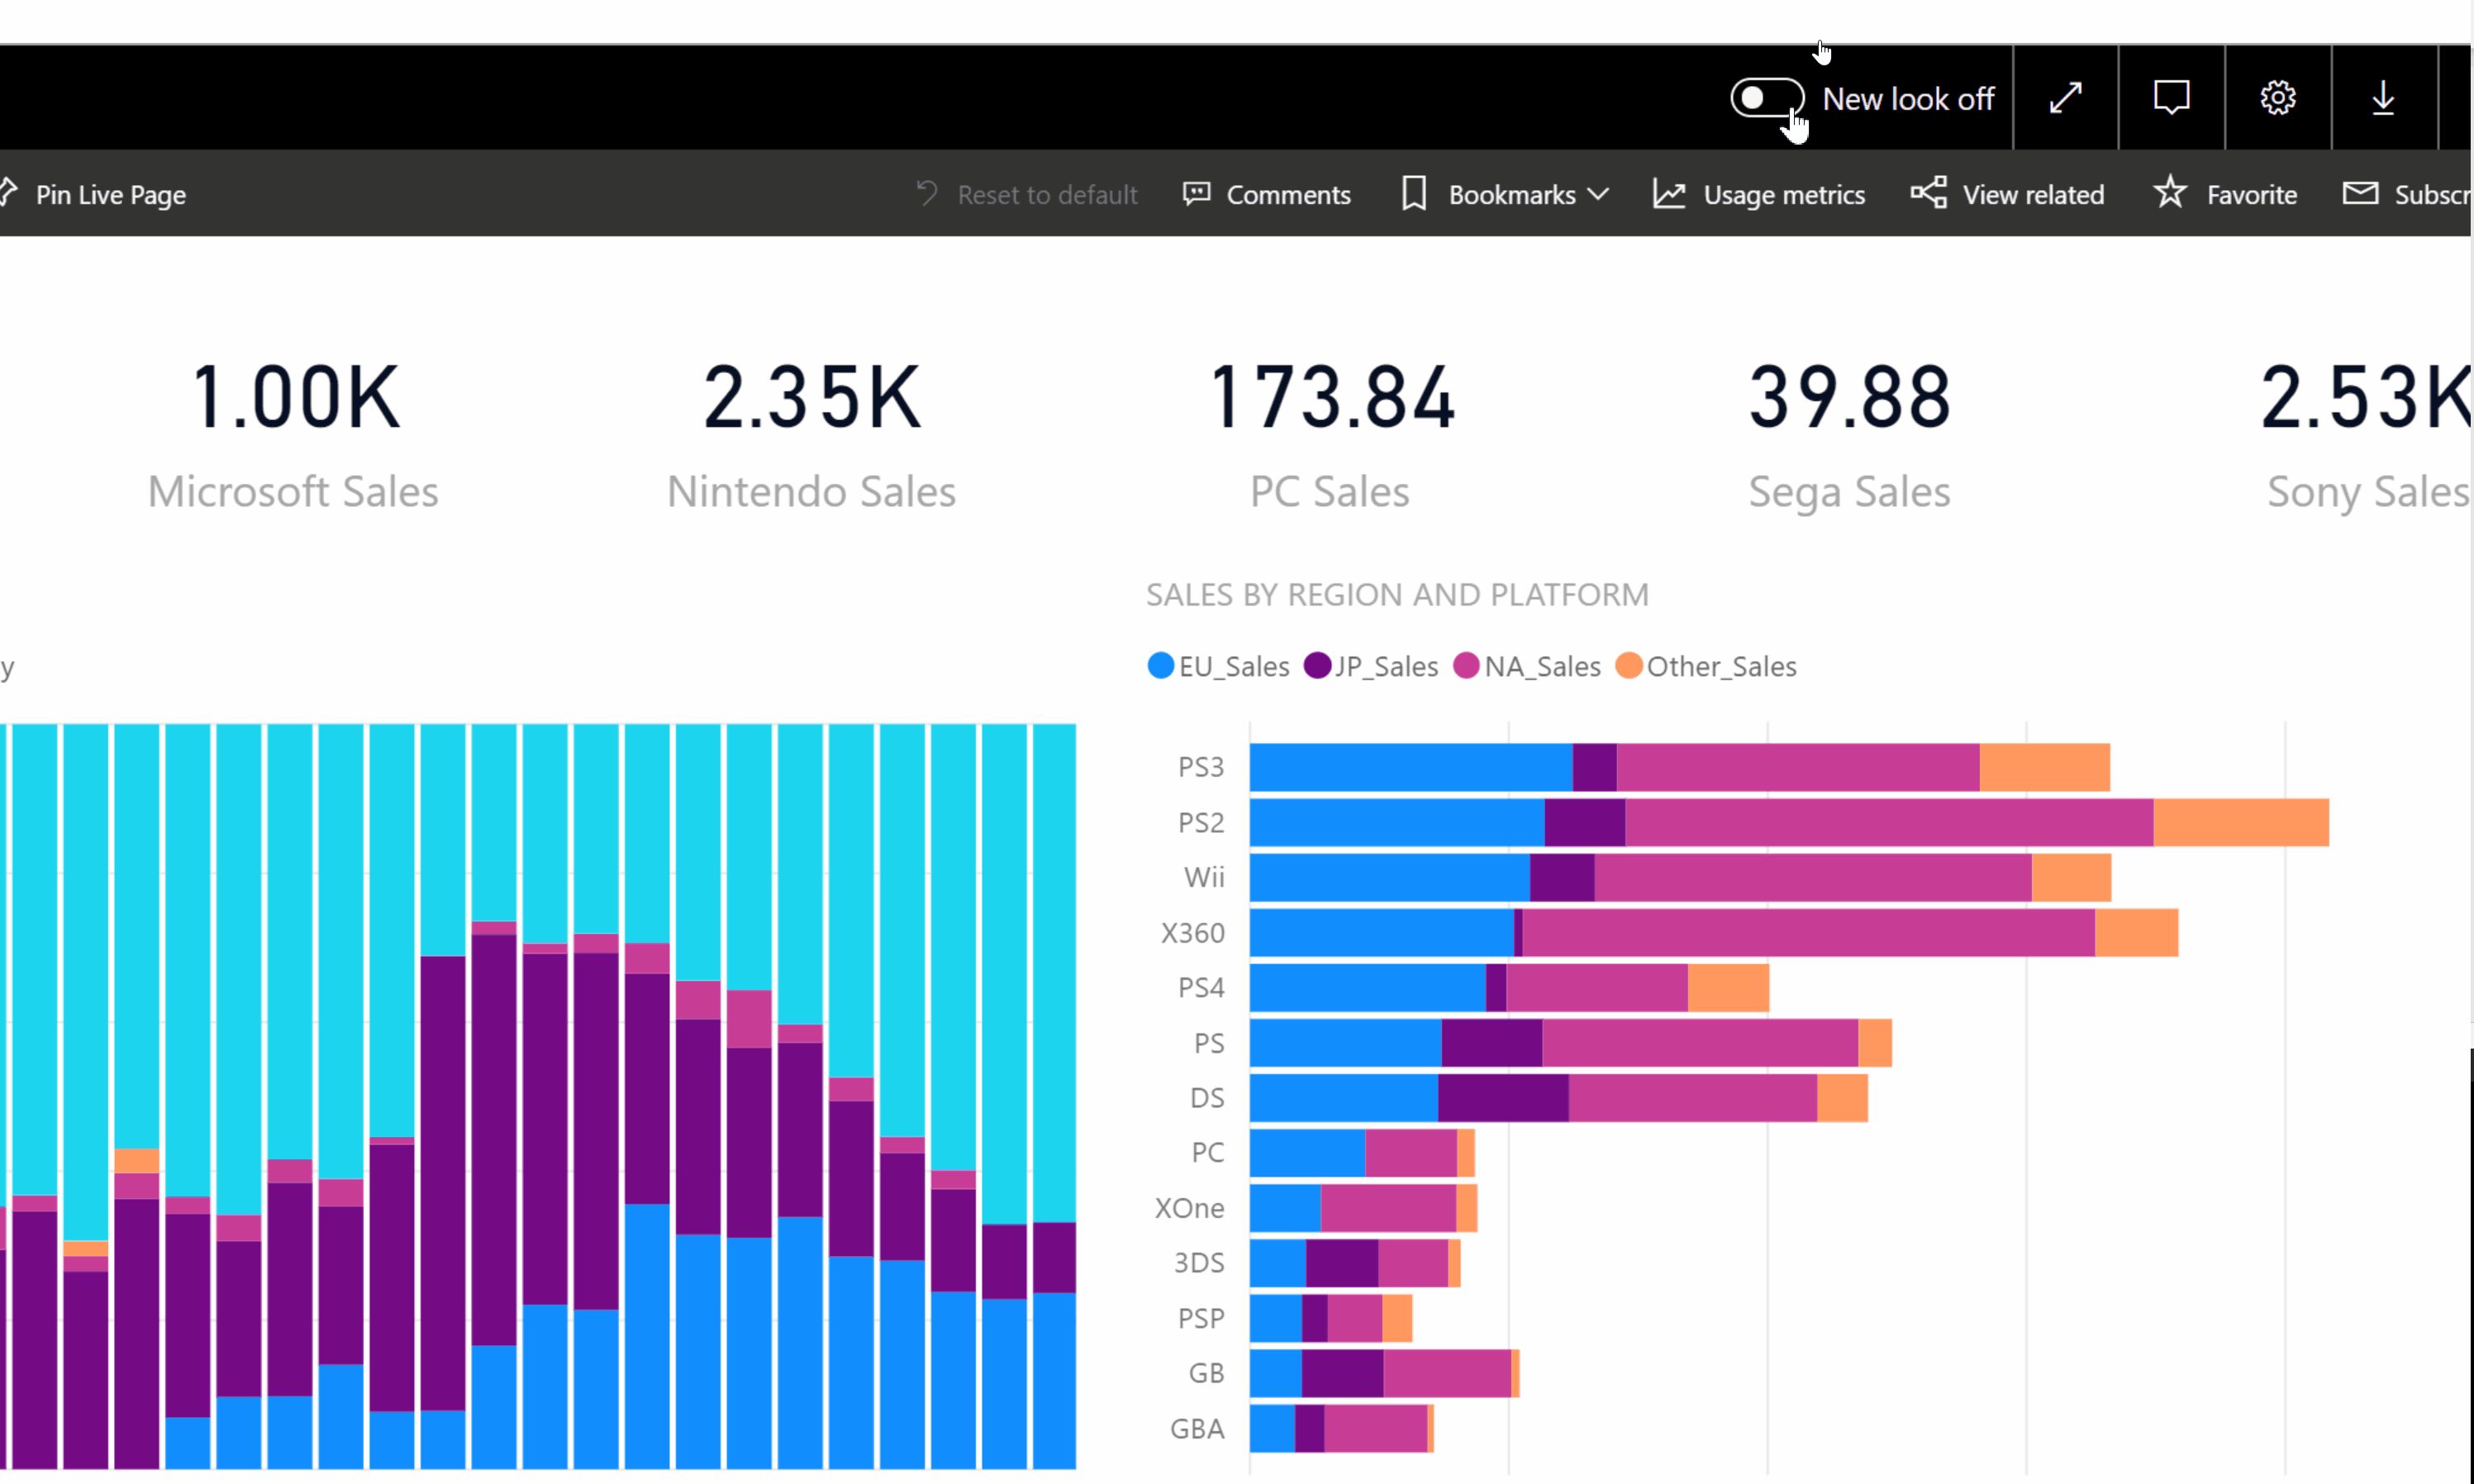 New look off
Pin Live Page
Reset to default
Comments
Bookmarks
Usage metrics
View related
Favorite
Subscr
1.00K
Microsoft Sales
2.35K
Nintendo Sales
173.84
PC Sales
39.88
Sega Sales
2.53K
Sony Sales
y
SALES BY REGION AND PLATFORM
EU_Sales JP_Sales NA_Sales Other_Sales
PS3
PS2
Wii
X360
PS4
PS
DS
PC
XOne
3DS
PSP
GB
GBA